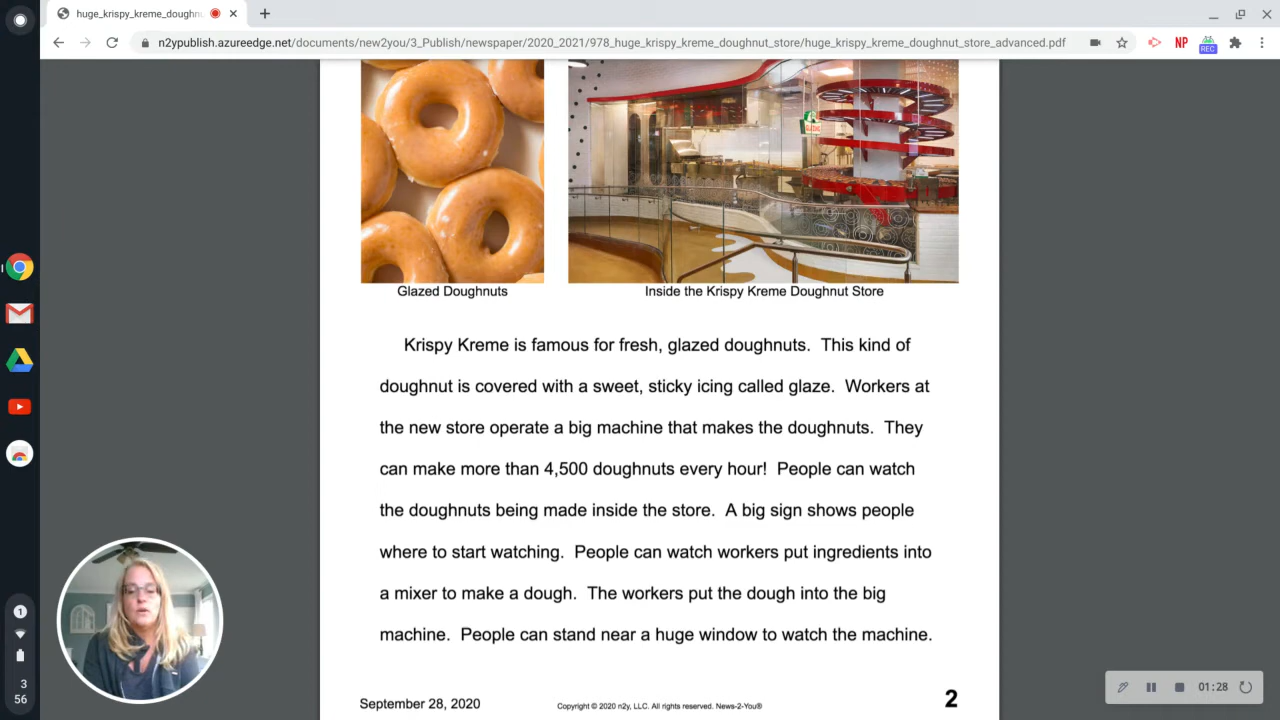 huge_krispy_kreme_doughnu
n2ypublish.azureedge.net/documents/new2you/3_Publish/newspaper/2020_2021/978_huge_krispy_kreme_doughnut_store/huge_krispy_kreme_doughnut_store_advanced.pdf
NP
REC
Glazed Doughnuts
Inside the Krispy Kreme Doughnut Store
Krispy Kreme is famous for fresh, glazed doughnuts. This kind of
doughnut is covered with a sweet, sticky icing called glaze. Workers at
the new store operate a big machine that makes the doughnuts. They
can make more than 4,500 doughnuts every hour! People can watch
the doughnuts being made inside the store. A big sign shows people
where to start watching. People can watch workers put ingredients into
a mixer to make a dough. The workers put the dough into the big
machine. People can stand near a huge window to watch the machine.
September 28, 2020
Copyright © 2020 n2y, LLC. All rights reserved. News-2-You®
2
1
3
56
01:28